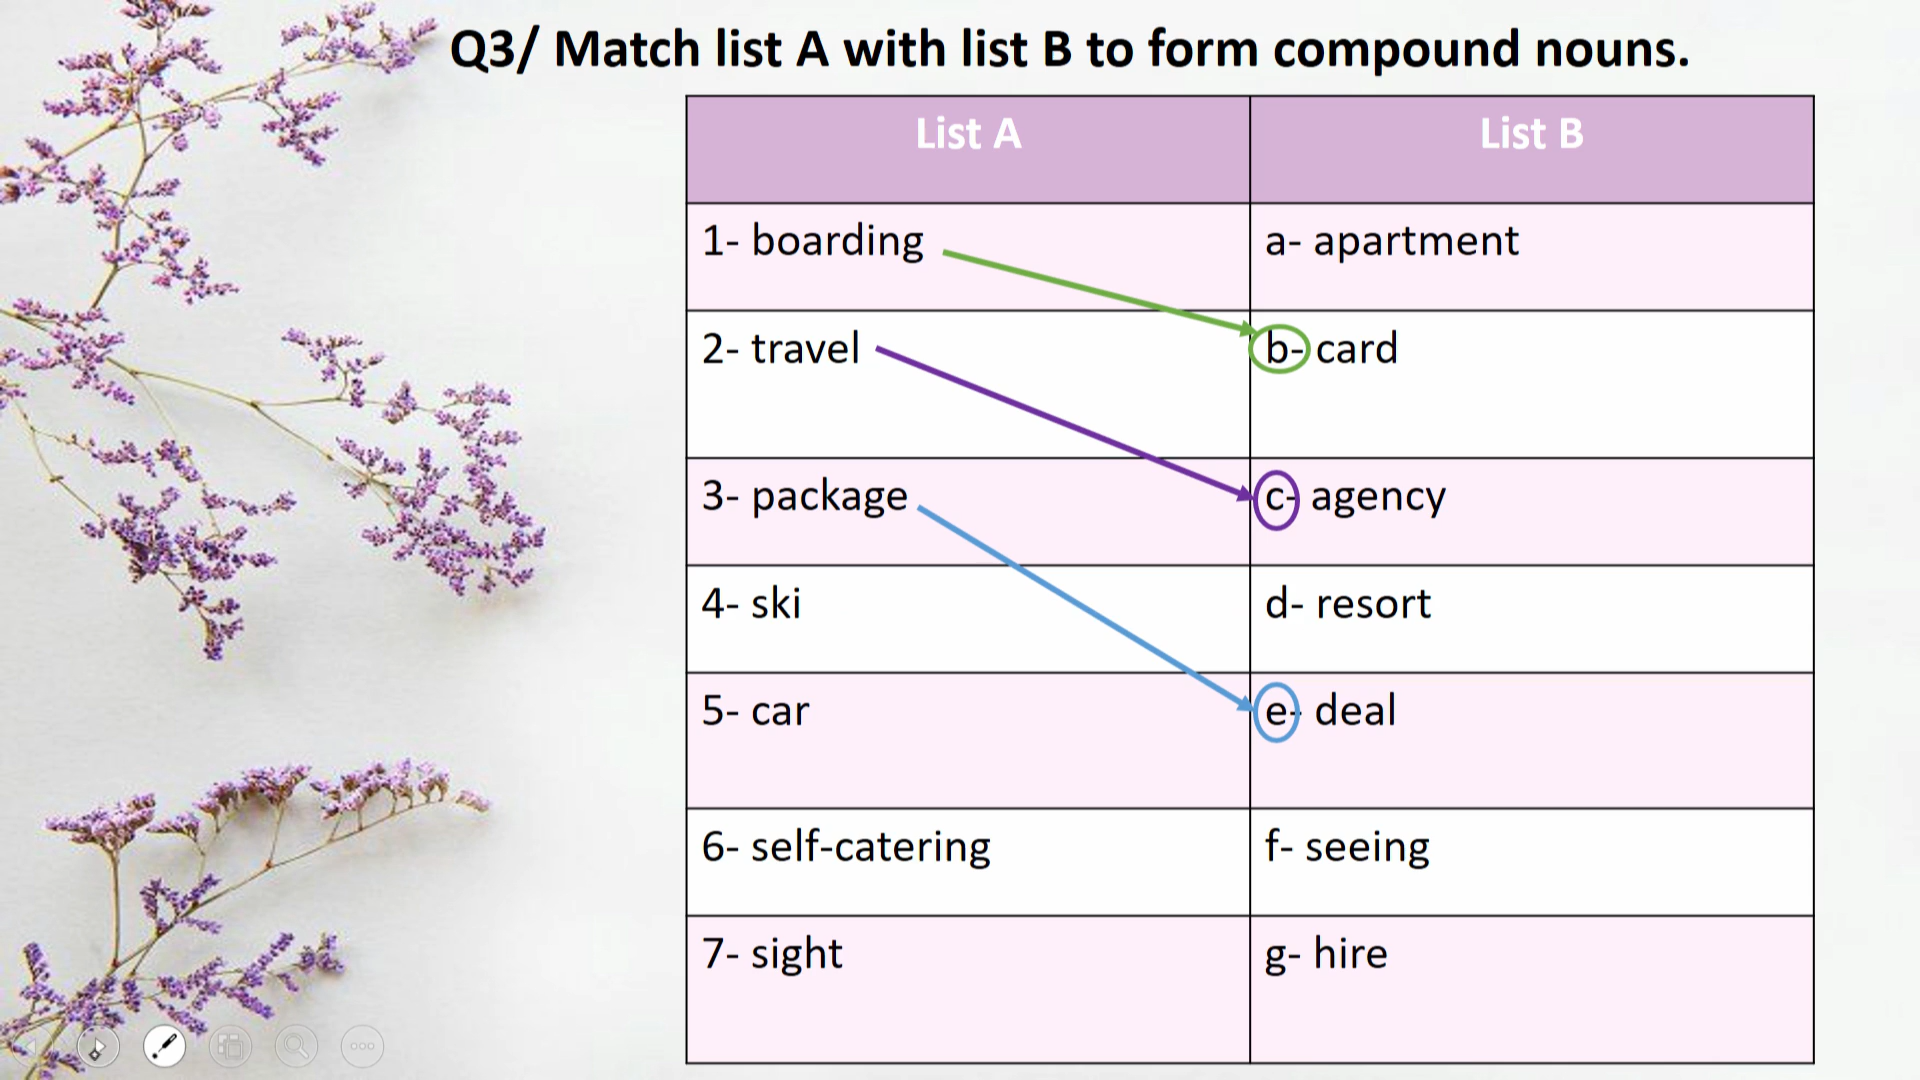 Q3/ Match list A with list B to form compound nouns.
List A List B
1- boarding a- apartment
2- travel b- card
3- package c- agency
4- ski d- resort
5- car e- deal
6- self-catering f- seeing
7- sight g- hire